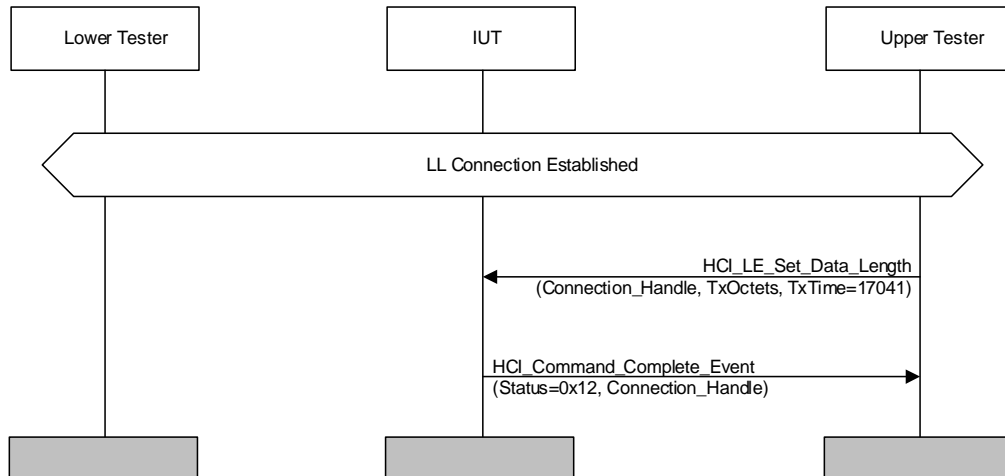 Lower Tester
IUT
Upper Tester
LL Connection Established
HCI_LE_Set_Data_Length
(Connection_Handle, TxOctets, TxTime=17041)
HCI_Command_Complete_Event
(Status=0x12, Connection_Handle)